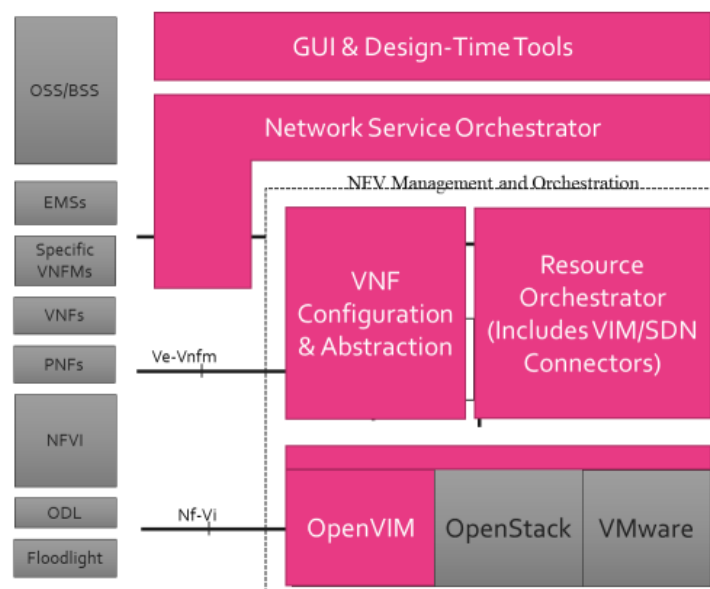 GUI & Design-Time Tools
OSS/BSS
Network Service Orchestrator
NFV Management and Orchestration
EMSs
Specific
VNFMs
VNFs
PNFs
NFVI
ODL
Floodlight
Ve-Vnfm
Nf-Vi
VNF
Configuration
& Abstraction
Resource
Orchestrator
(Includes VIM/SDN
Connectors)
OpenVIM
OpenStack
VMware